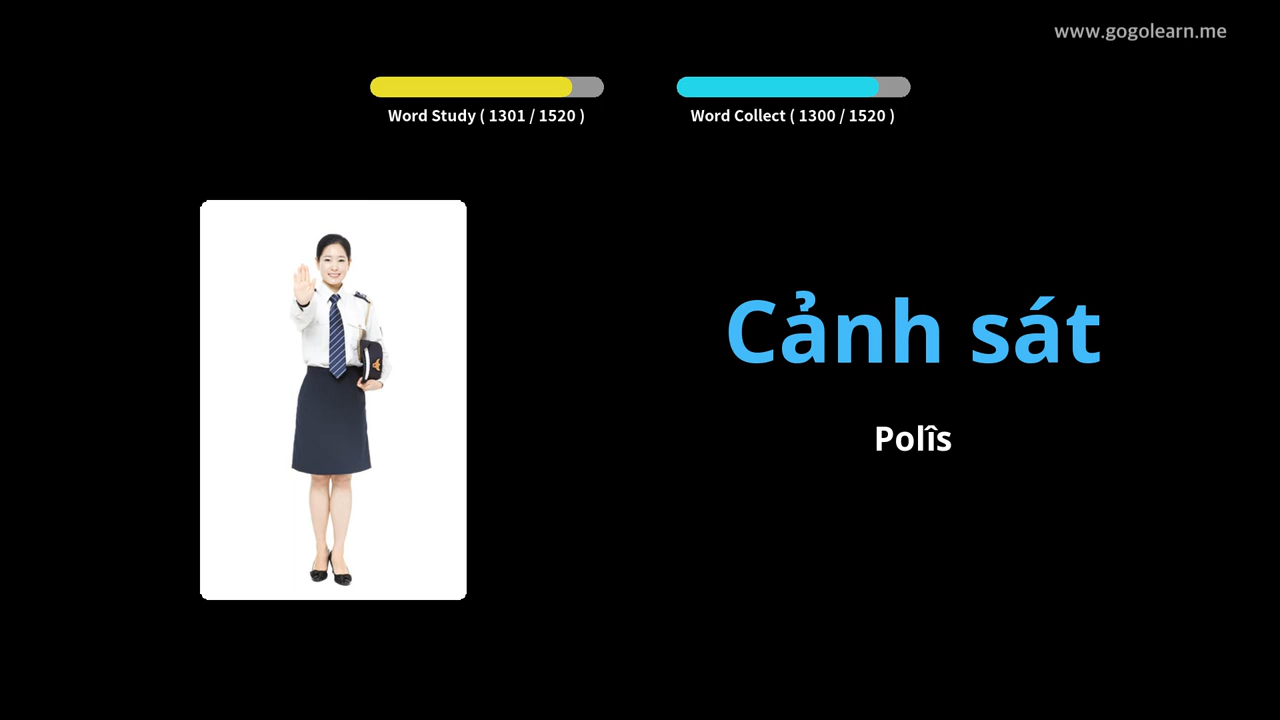 www.gogolearn.me
Word Study ( 1301 / 1520 )
Word Collect ( 1300 / 1520 )
Cảnh sát
Polîs